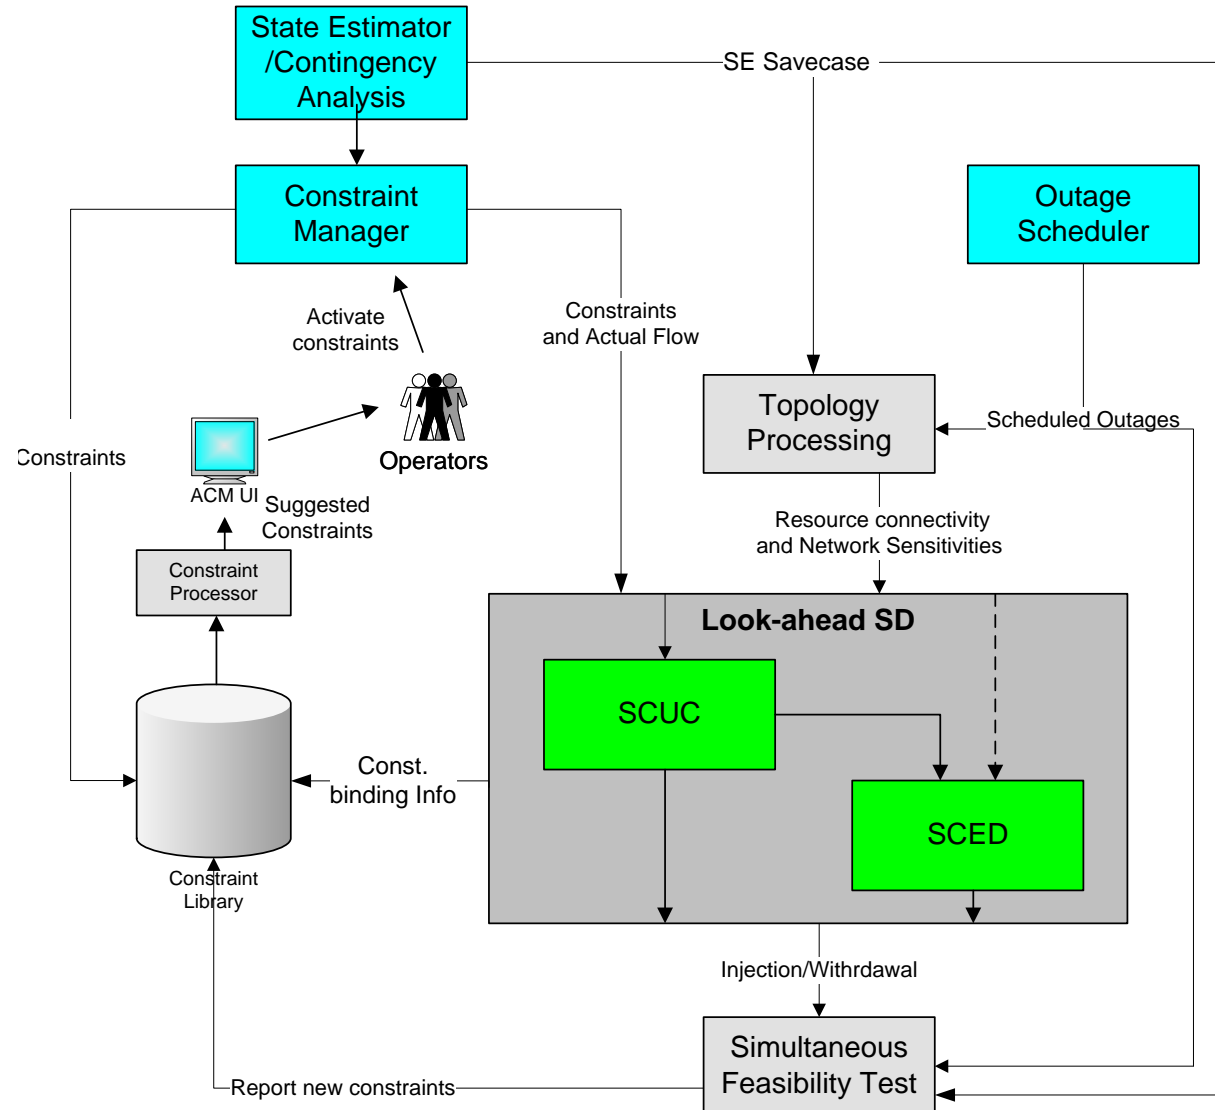 State Estimator
/Contingency
Analysis
SE Savecase
Constraint
Manager
Outage
Scheduler
Activate
constraints
Constraints
and Actual Flow
Topology
Processing
Scheduled Outages
Constraints
Operators
ACM UI
Suggested
Constraints
Resource connectivity
and Network Sensitivities
Constraint
Processor
Look-ahead SD
SCUC
Const.
binding Info
SCED
Constraint
Library
Injection/Withrdawal
Simultaneous
Feasibility Test
Report new constraints